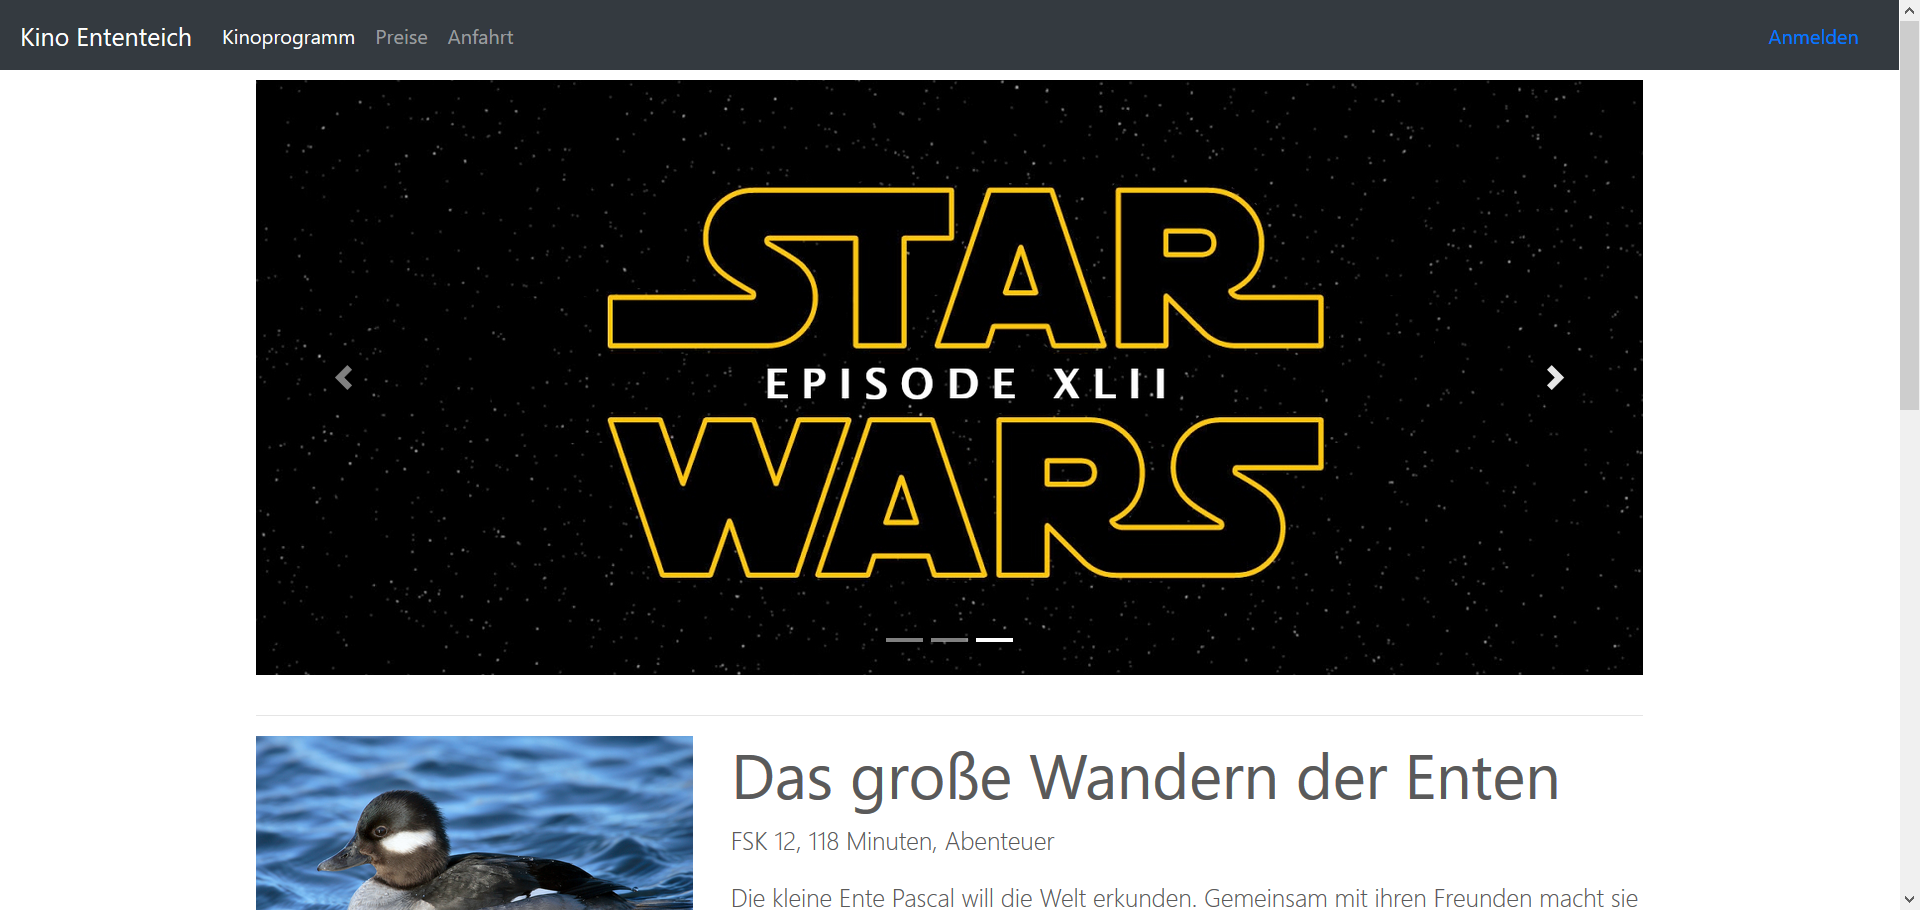 Kino Ententeich Kinoprogramm Preise Anfahrt Anmelden
STAR
EPISODE XLII
WARS
Das große Wandern der Enten
FSK 12, 118 Minuten, Abenteuer
Die kleine Ente Pascal will die Welt erkunden. Gemeinsam mit ihren Freunden macht sie